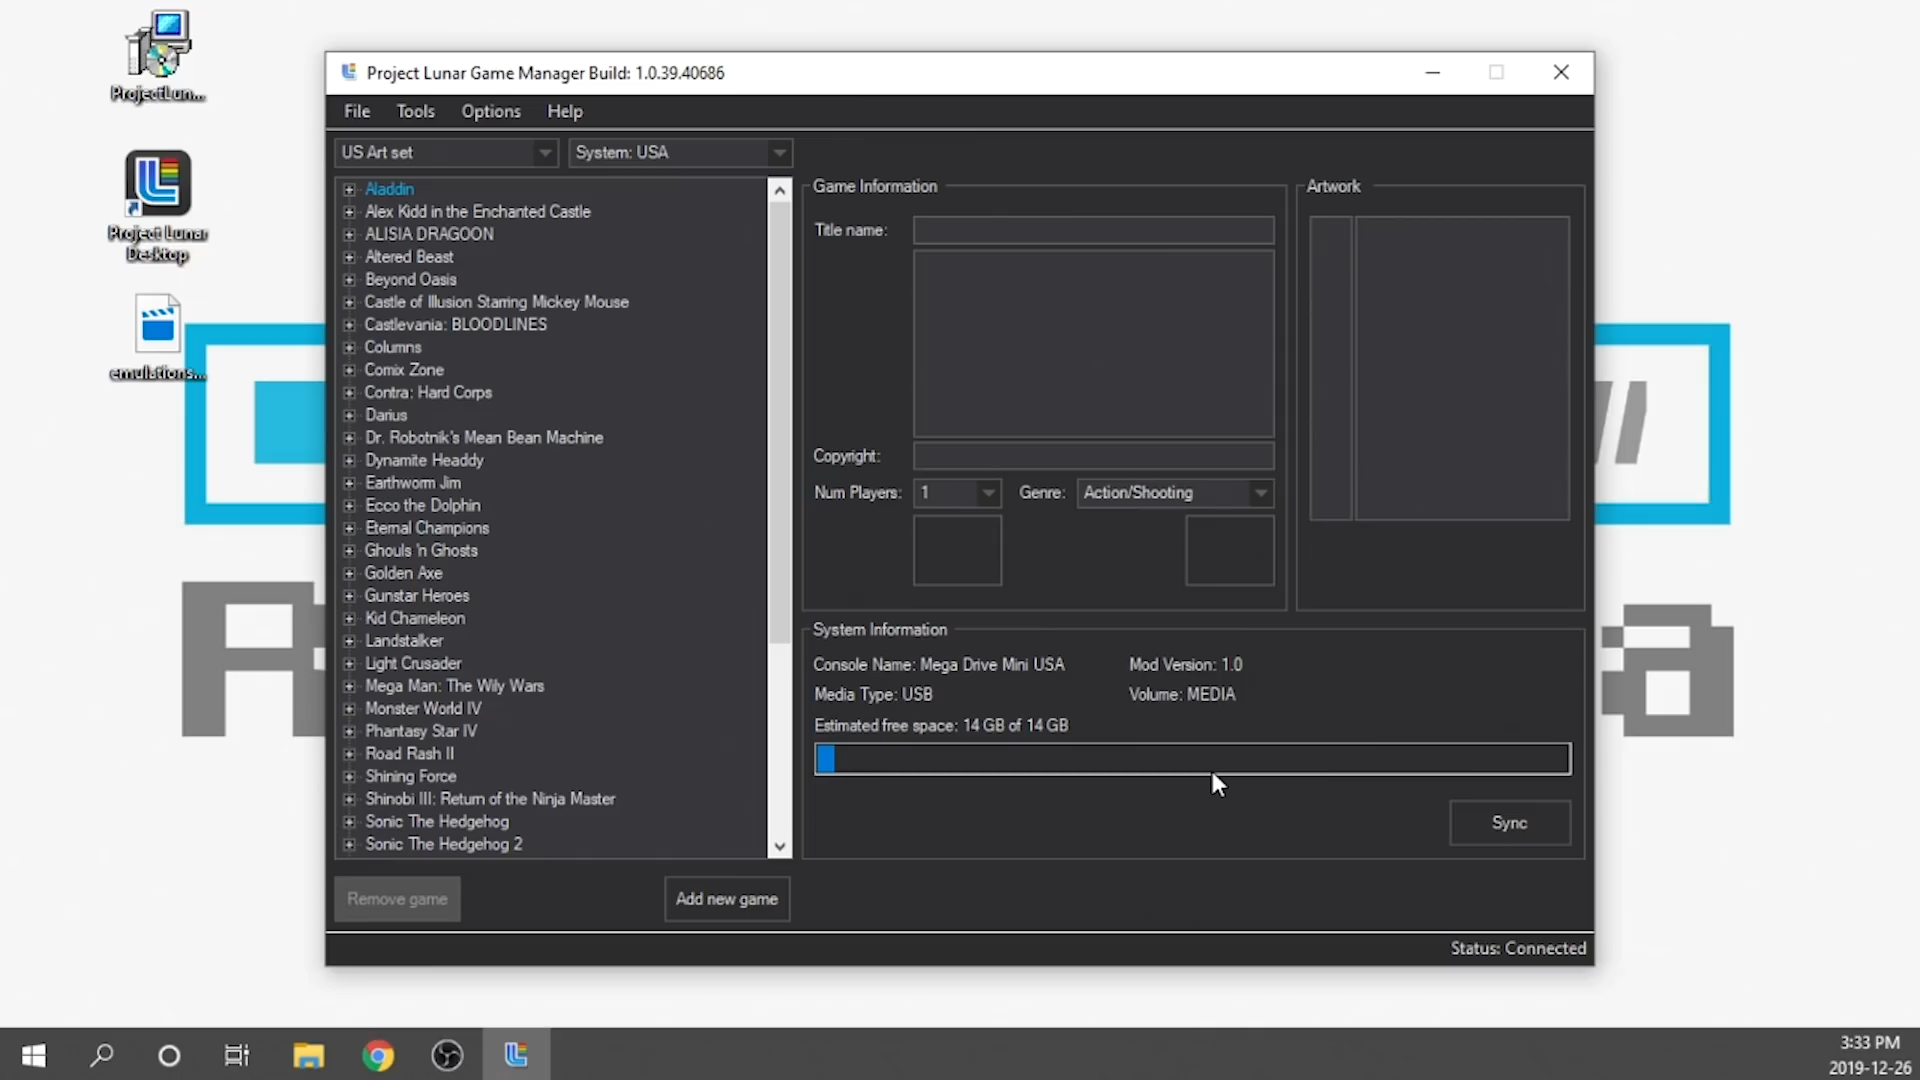 ProjectLun...
Project Lunar
Desktop
emulations...
Project Lunar Game Manager Build: 1.0.39.40686
File Tools Options Help
US Art set System: USA
Aladdin
Alex Kidd in the Enchanted Castle
ALISIA DRAGOON
Altered Beast
Beyond Oasis
Castle of Illusion Starring Mickey Mouse
Castlevania: BLOODLINES
Columns
Comix Zone
Contra: Hard Corps
Darius
Dr. Robotnik's Mean Bean Machine
Dynamite Headdy
Earthworm Jim
Ecco the Dolphin
Eternal Champions
Ghouls 'n Ghosts
Golden Axe
Gunstar Heroes
Kid Chameleon
Landstalker
Light Crusader
Mega Man: The Wily Wars
Monster World IV
Phantasy Star IV
Road Rash II
Shining Force
Shinobi III: Return of the Ninja Master
Sonic The Hedgehog
Sonic The Hedgehog 2
Remove game Add new game
Game Information
Title name:
Copyright:
Num Players: 1 Genre: Action/Shooting
Artwork
System Information
Console Name: Mega Drive Mini USA Mod Version: 1.0
Media Type: USB Volume: MEDIA
Estimated free space: 14 GB of 14 GB
Sync
Status: Connected
3:33 PM
2019-12-26